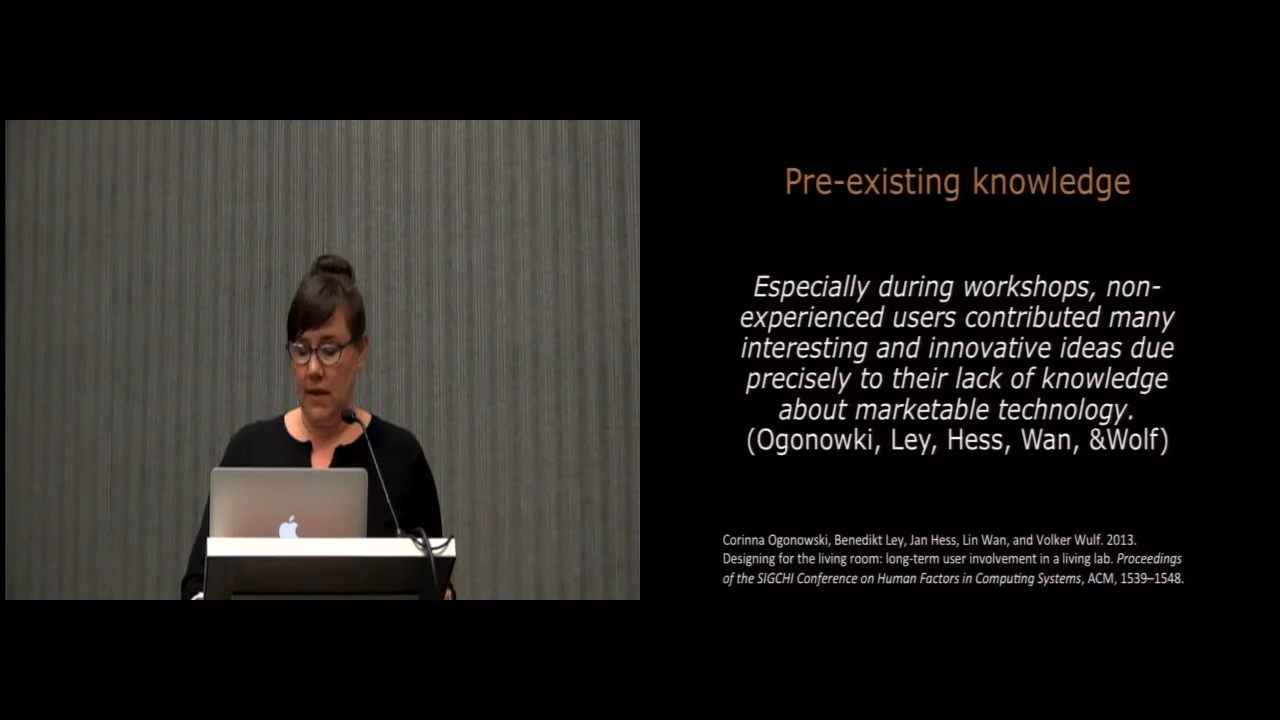 Pre-existing knowledge
Especially during workshops, non-
experienced users contributed many
interesting and innovative ideas due
precisely to their lack of knowledge
about marketable technology.
(Ogonowki, Ley, Hess, Wan, &Wolf)
Corinna Ogonowski, Benedikt Ley, Jan Hess, Lin Wan, and Volker Wulf. 2013.
Designing for the living room: long-term user involvement in a living lab. Proceedings
of the SIGCHI Conference on Human Factors in Computing Systems, ACM, 1539–1548.